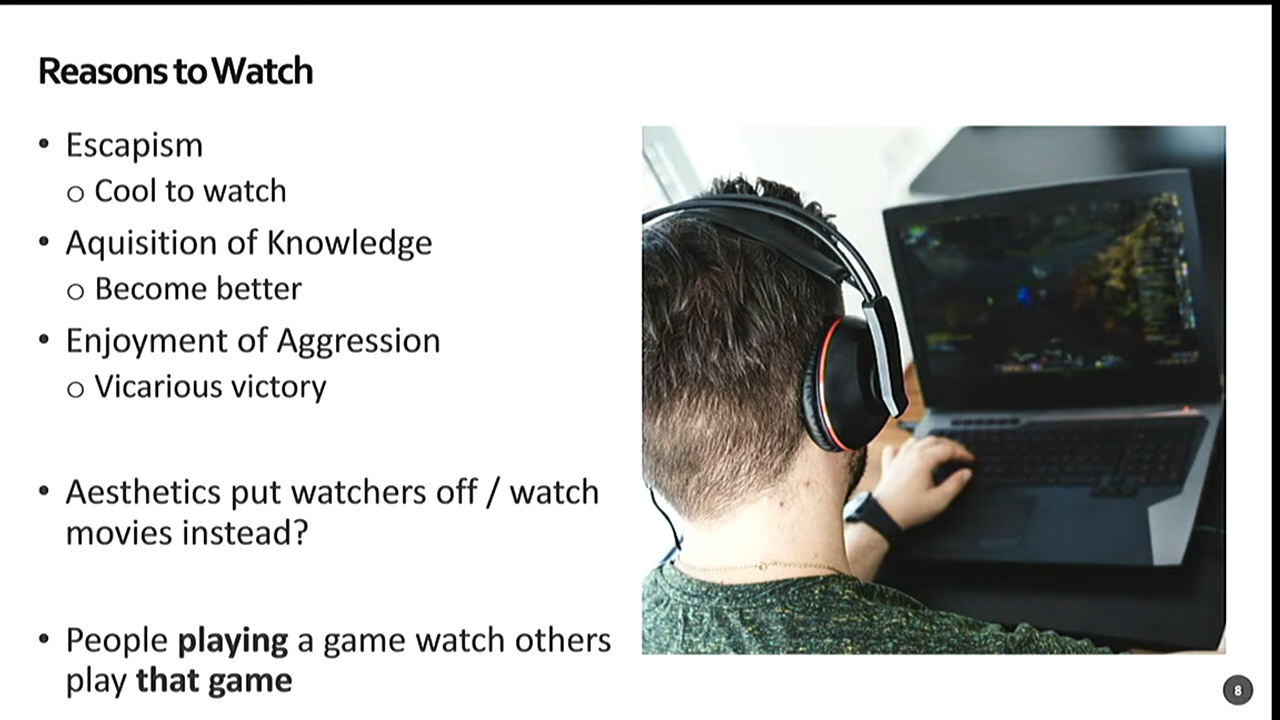 Reasons to Watch
• Escapism
o Cool to watch
• Aquisition of Knowledge
o Become better
• Enjoyment of Aggression
o Vicarious victory
• Aesthetics put watchers off / watch
movies instead?
• People playing a game watch others
play that game
8